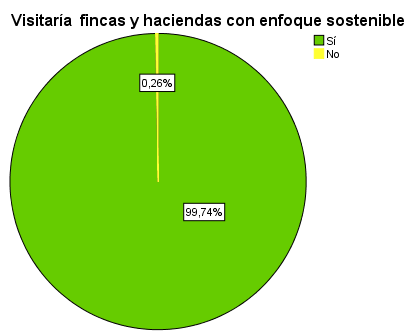 Visitaría  fincas y haciendas con enfoque sostenible
Sí
No
0,26%
99,74%